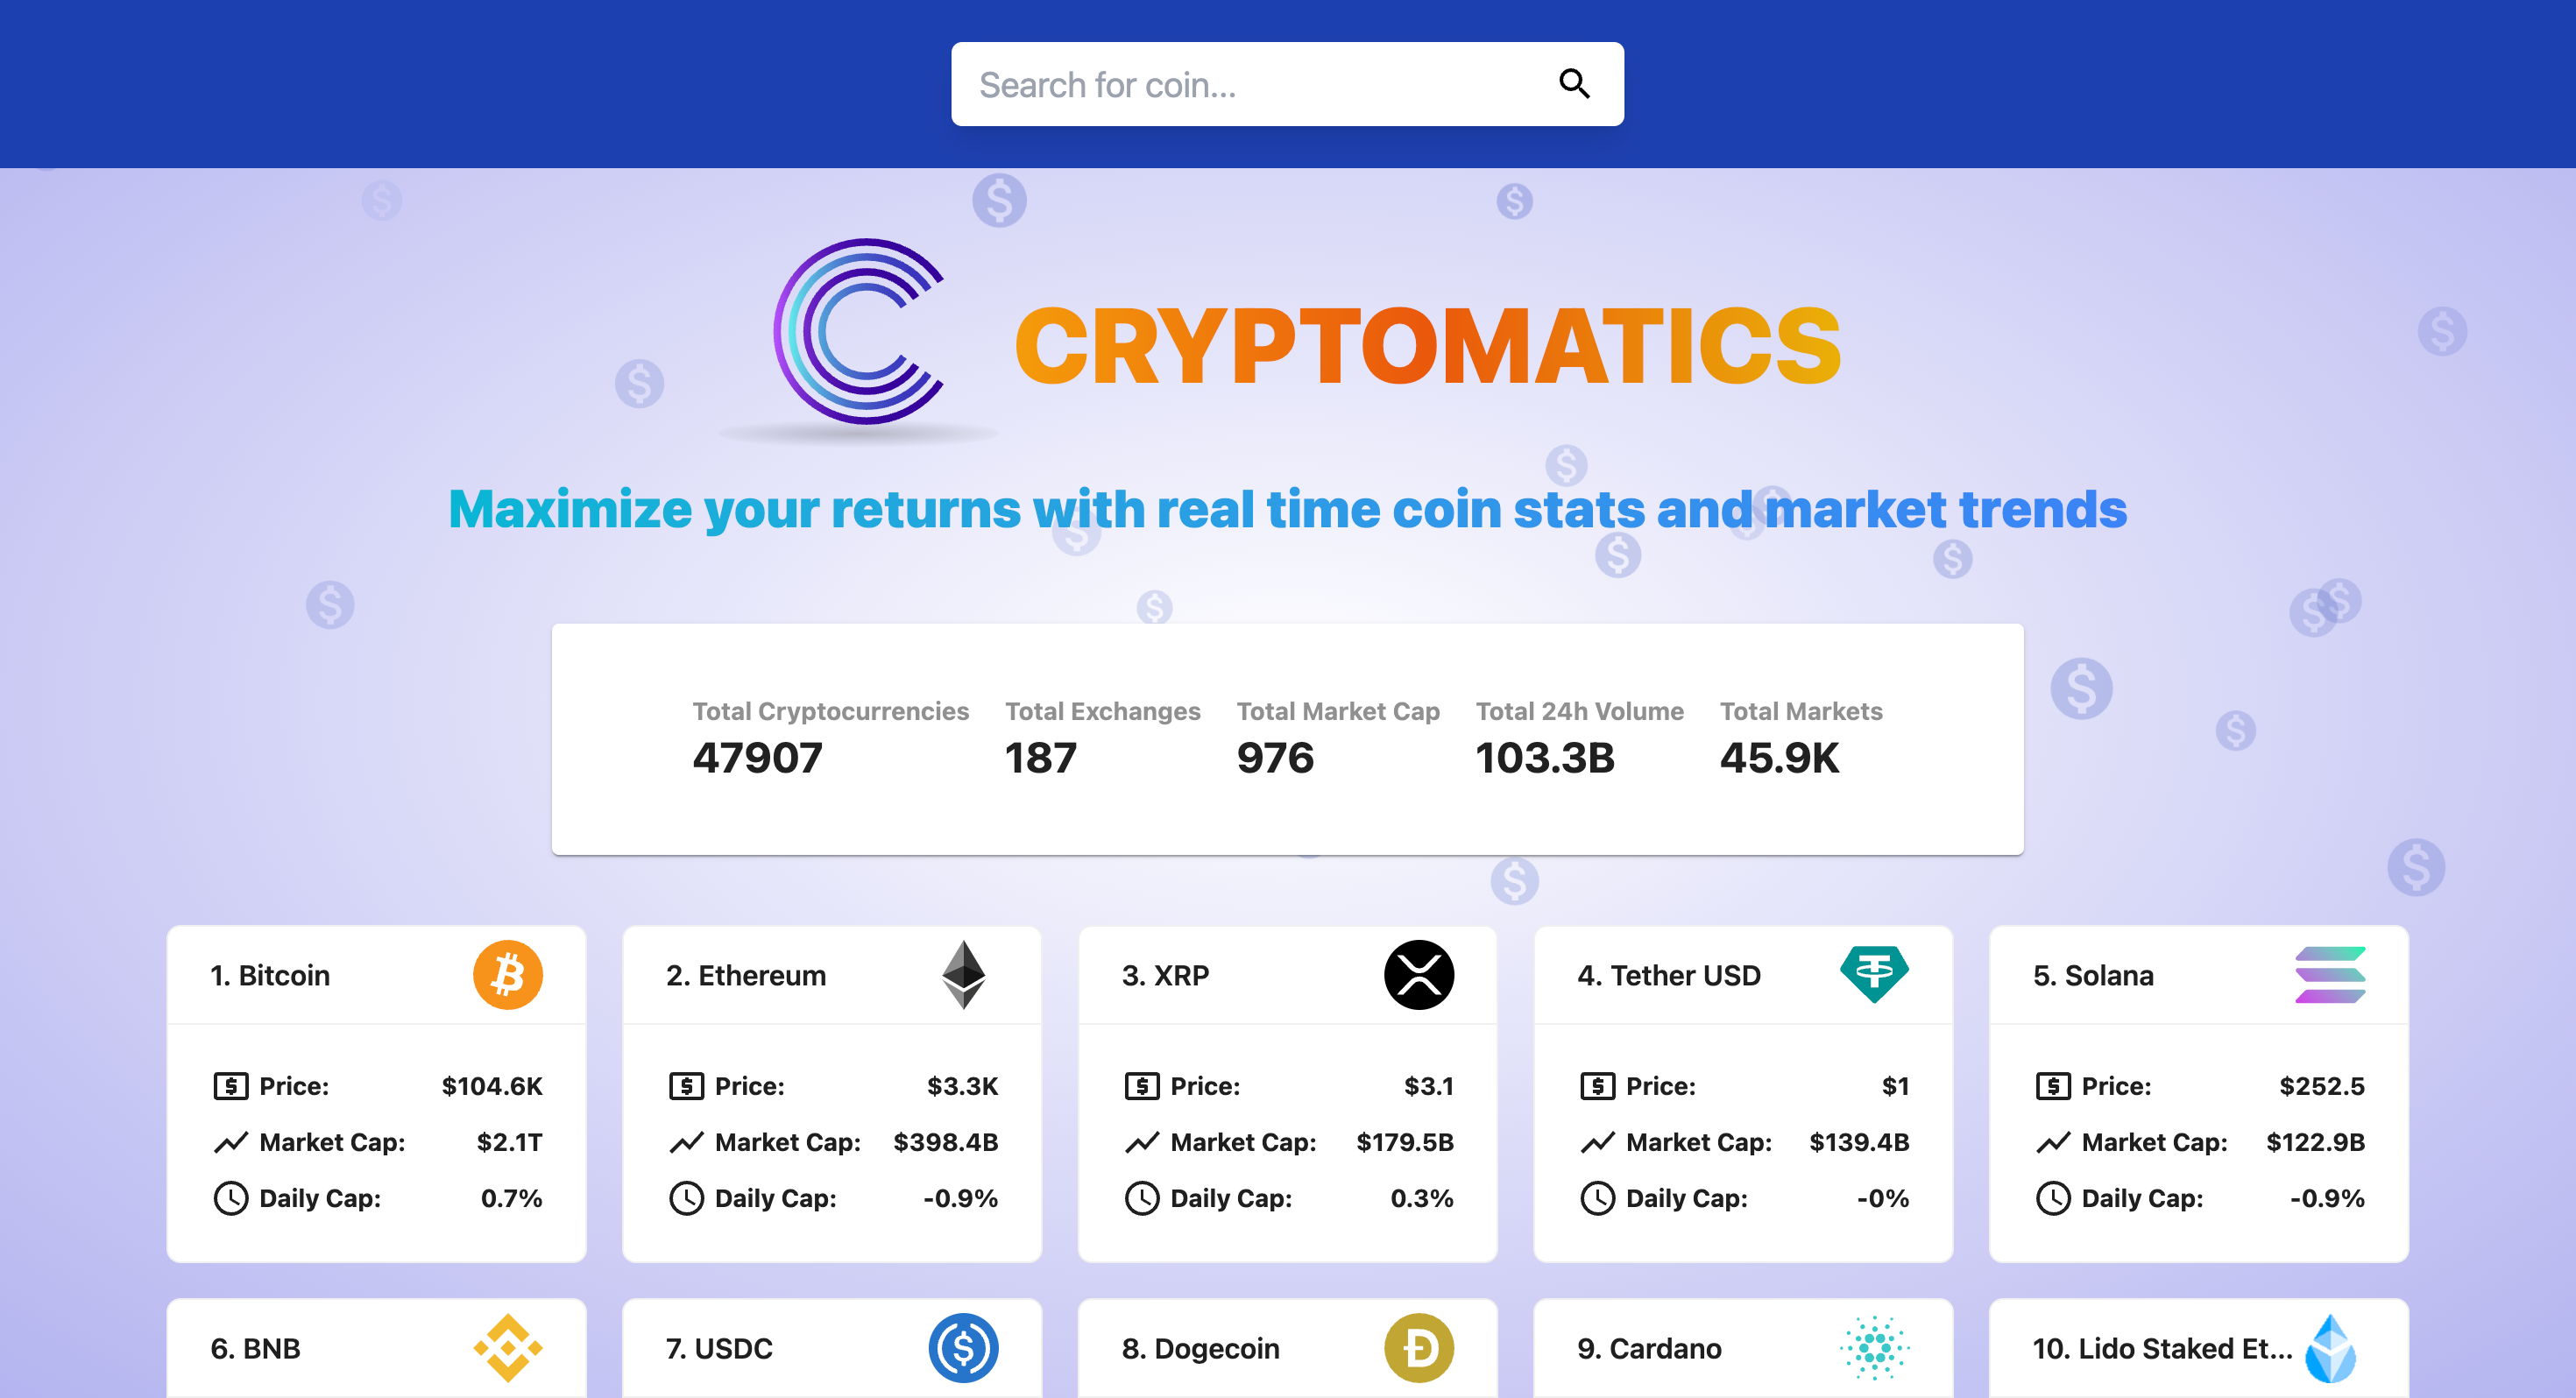 Search for coin...
CRYPTOMATICS
Maximize your returns with real time coin stats and market trends
Total Cryptocurrencies Total Exchanges Total Market Cap Total 24h Volume Total Markets
47907 187 976 103.3B 45.9K
1. Bitcoin
Price: $104.6K
Market Cap: $2.1T
Daily Cap: 0.7%
2. Ethereum
Price: $3.3K
Market Cap: $398.4B
Daily Cap: -0.9%
3. XRP
Price: $3.1
Market Cap: $179.5B
Daily Cap: 0.3%
4. Tether USD
Price: $1
Market Cap: $139.4B
Daily Cap: -0%
5. Solana
Price: $252.5
Market Cap: $122.9B
Daily Cap: -0.9%
6. BNB
7. USDC
8. Dogecoin
9. Cardano
10. Lido Staked Et...